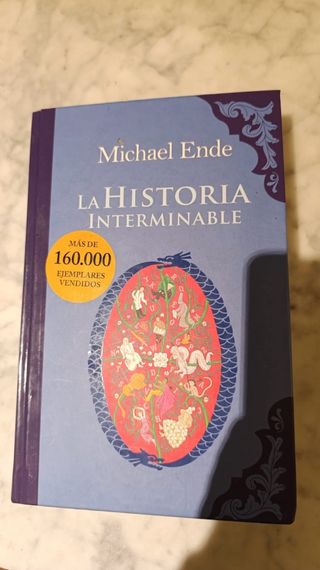 Michael Ende
LA HISTORIA
INTERMINABLE
MÁS DE
160.000
EJEMPLARES
VENDIDOS